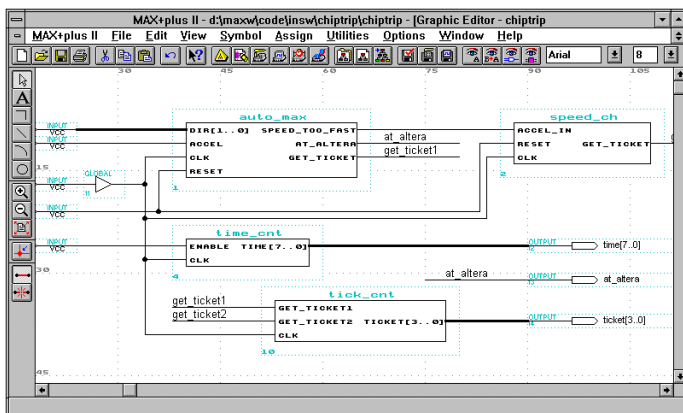 MAX+plus II - d:\maxw\code\insw\chiptrip\chiptrip - [Graphic Editor - chiptrip
MAX+plus II File Edit View Symbol Assign Utilities Options Window Help
Arial 8
30 45 60 75 90 105
auto_max speed_ch
INPUT
VCC
DIR[1..0] SPEED_TOO_FAST
ACCEL_IN
INPUT
VCC
ACCEL AT_ALTERA
at_altera
RESET GET_TICKET
CLK GET_TICKET
get_ticket1
CLK
15
RESET
INPUT
VCC
GLOBAL
11
1
2
INPUT
VCC
time_cnt
INPUT
VCC
ENABLE TIME[7..0]
OUTPUT
time[7..0]
CLK
30
4
at_altera
OUTPUT
13
at_altera
tick_cnt
get_ticket1
GET_TICKET1
get_ticket2
GET_TICKET2 TICKET[3..0]
OUTPUT
14
ticket[3..0]
CLK
10
45